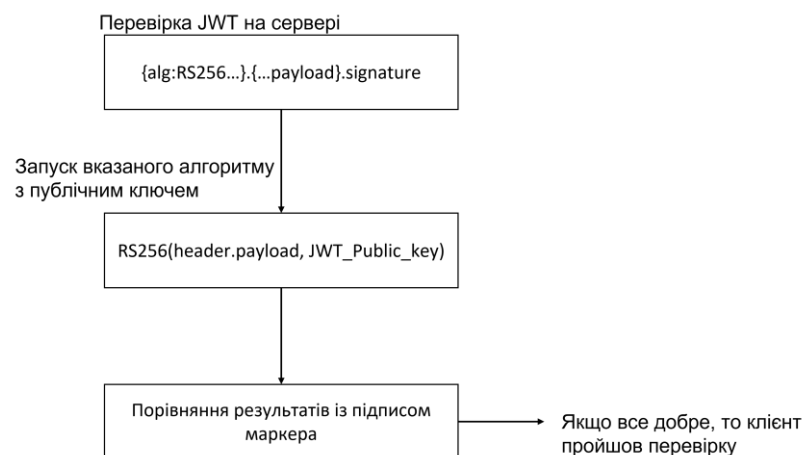 Перевірка JWT на сервері
{alg:RS256...}.{...payload}.signature
Запуск вказаного алгоритму
з публічним ключем
RS256(header.payload, JWT_Public_key)
Порівняння результатів із підписом
маркера
Якщо все добре, то клієнт
пройшов перевірку